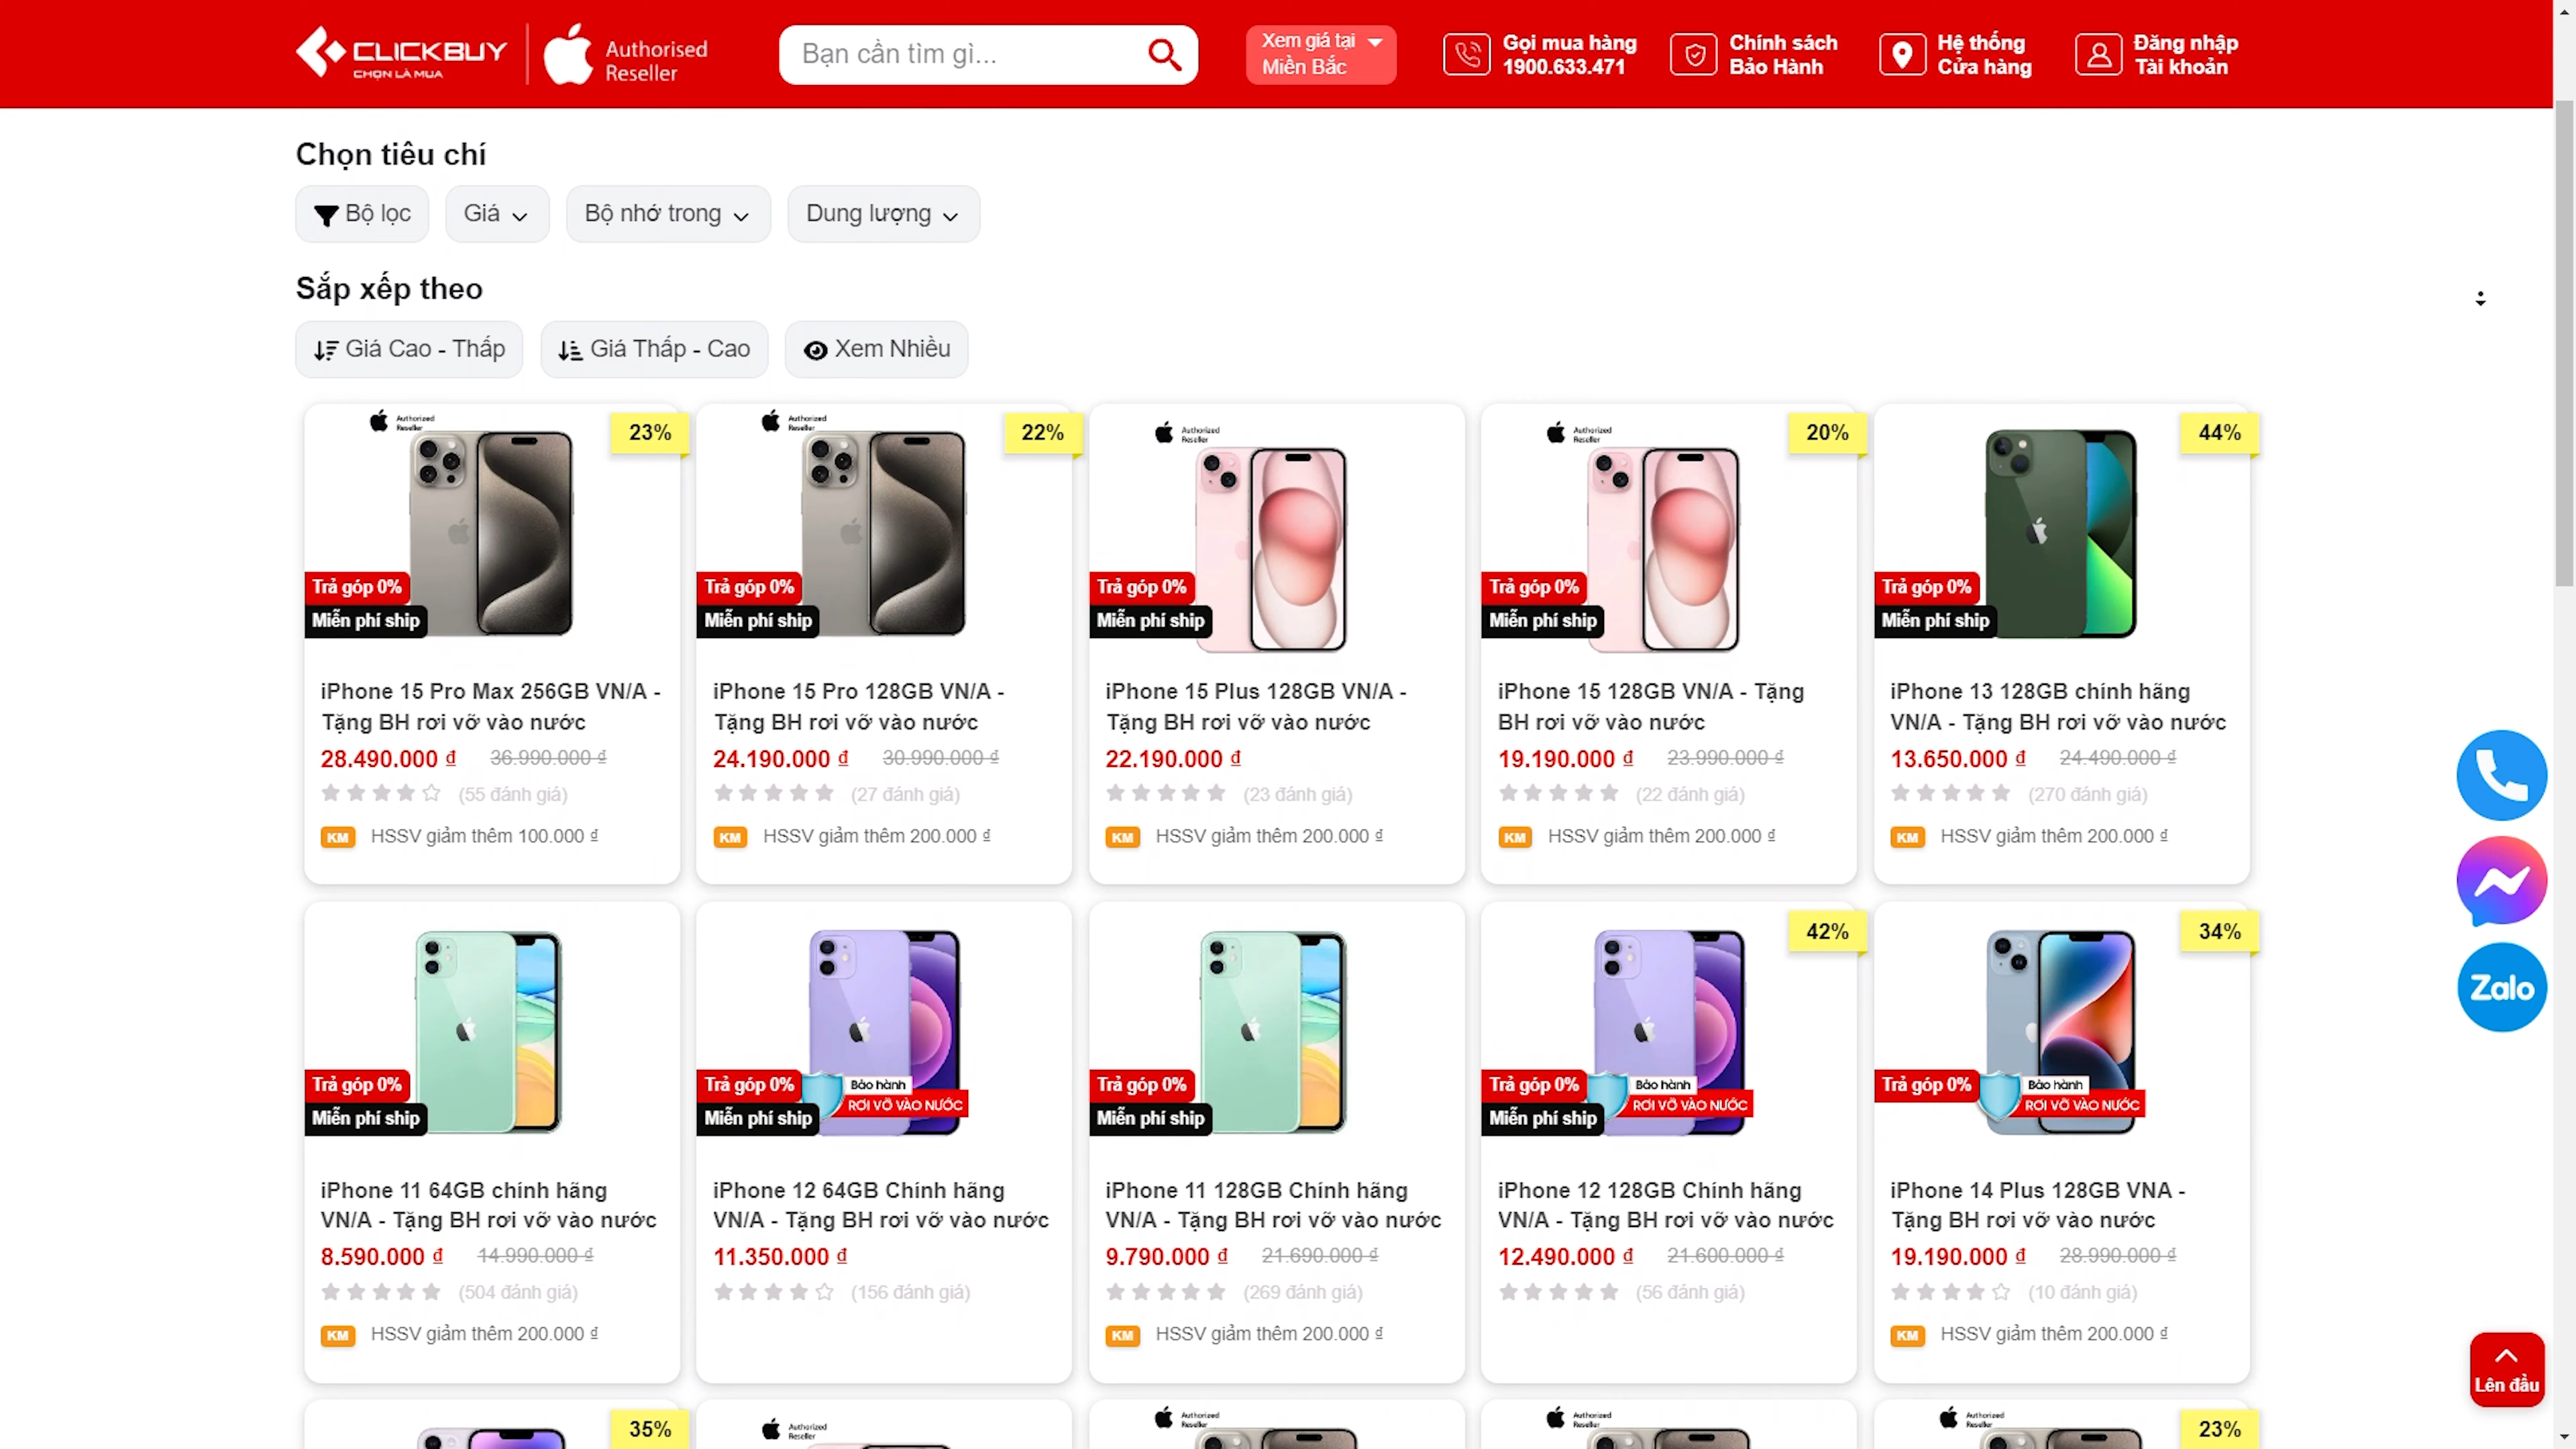 CLICKBUY
CHỌN LÀ MUA
Authorised
Reseller
Bạn cần tìm gì...
Xem giá tại
Miền Bắc
Gọi mua hàng
1900.633.471
Chính sách
Bảo Hành
Hệ thống
Cửa hàng
Đăng nhập
Tài khoản
Chọn tiêu chí
Bộ lọc
Giá
Bộ nhớ trong
Dung lượng
Sắp xếp theo
Giá Cao - Thấp
Giá Thấp - Cao
Xem Nhiều
Authorized
Reseller
23%
Trả góp 0%
Miễn phí ship
iPhone 15 Pro Max 256GB VN/A -
Tặng BH rơi vỡ vào nước
28.490.000 ₫ 36.990.000 ₫
(55 đánh giá)
KM HSSV giảm thêm 100.000 ₫
Authorized
Reseller
22%
Trả góp 0%
Miễn phí ship
iPhone 15 Pro 128GB VN/A -
Tặng BH rơi vỡ vào nước
24.190.000 ₫ 30.990.000 ₫
(27 đánh giá)
KM HSSV giảm thêm 200.000 ₫
Authorized
Reseller
Trả góp 0%
Miễn phí ship
iPhone 15 Plus 128GB VN/A -
Tặng BH rơi vỡ vào nước
22.190.000 ₫
(23 đánh giá)
KM HSSV giảm thêm 200.000 ₫
Authorized
Reseller
20%
Trả góp 0%
Miễn phí ship
iPhone 15 128GB VN/A - Tặng
BH rơi vỡ vào nước
19.190.000 ₫ 23.990.000 ₫
(22 đánh giá)
KM HSSV giảm thêm 200.000 ₫
44%
Trả góp 0%
Miễn phí ship
iPhone 13 128GB chính hãng
VN/A - Tặng BH rơi vỡ vào nước
13.650.000 ₫ 24.490.000 ₫
(270 đánh giá)
KM HSSV giảm thêm 200.000 ₫
Trả góp 0%
Miễn phí ship
iPhone 11 64GB chính hãng
VN/A - Tặng BH rơi vỡ vào nước
8.590.000 ₫ 14.990.000 ₫
(504 đánh giá)
KM HSSV giảm thêm 200.000 ₫
Trả góp 0%
Miễn phí ship
Bảo hành
RƠI VỠ VÀO NƯỚC
iPhone 12 64GB Chính hãng
VN/A - Tặng BH rơi vỡ vào nước
11.350.000 ₫
(156 đánh giá)
Trả góp 0%
Miễn phí ship
iPhone 11 128GB Chính hãng
VN/A - Tặng BH rơi vỡ vào nước
9.790.000 ₫ 21.690.000 ₫
(269 đánh giá)
KM HSSV giảm thêm 200.000 ₫
42%
Trả góp 0%
Miễn phí ship
Bảo hành
RƠI VỠ VÀO NƯỚC
iPhone 12 128GB Chính hãng
VN/A - Tặng BH rơi vỡ vào nước
12.490.000 ₫ 21.600.000 ₫
(56 đánh giá)
34%
Trả góp 0%
Bảo hành
RƠI VỠ VÀO NƯỚC
iPhone 14 Plus 128GB VNA -
Tặng BH rơi vỡ vào nước
19.190.000 ₫ 28.990.000 ₫
(10 đánh giá)
KM HSSV giảm thêm 200.000 ₫
Zalo
Lên đầu
35%
Authorized
Reseller
Authorized
Reseller
Authorized
Reseller
Authorized
Reseller
23%